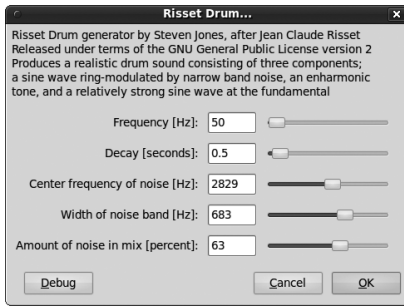 Risset Drum...
Risset Drum generator by Steven Jones, after Jean Claude Risset
Released under terms of the GNU General Public License version 2
Produces a realistic drum sound consisting of three components;
a sine wave ring-modulated by narrow band noise, an enharmonic
tone, and a relatively strong sine wave at the fundamental
Frequency [Hz]: 50
Decay [seconds]: 0.5
Center frequency of noise [Hz]: 2829
Width of noise band [Hz]: 683
Amount of noise in mix [percent]: 63
Debug Cancel OK